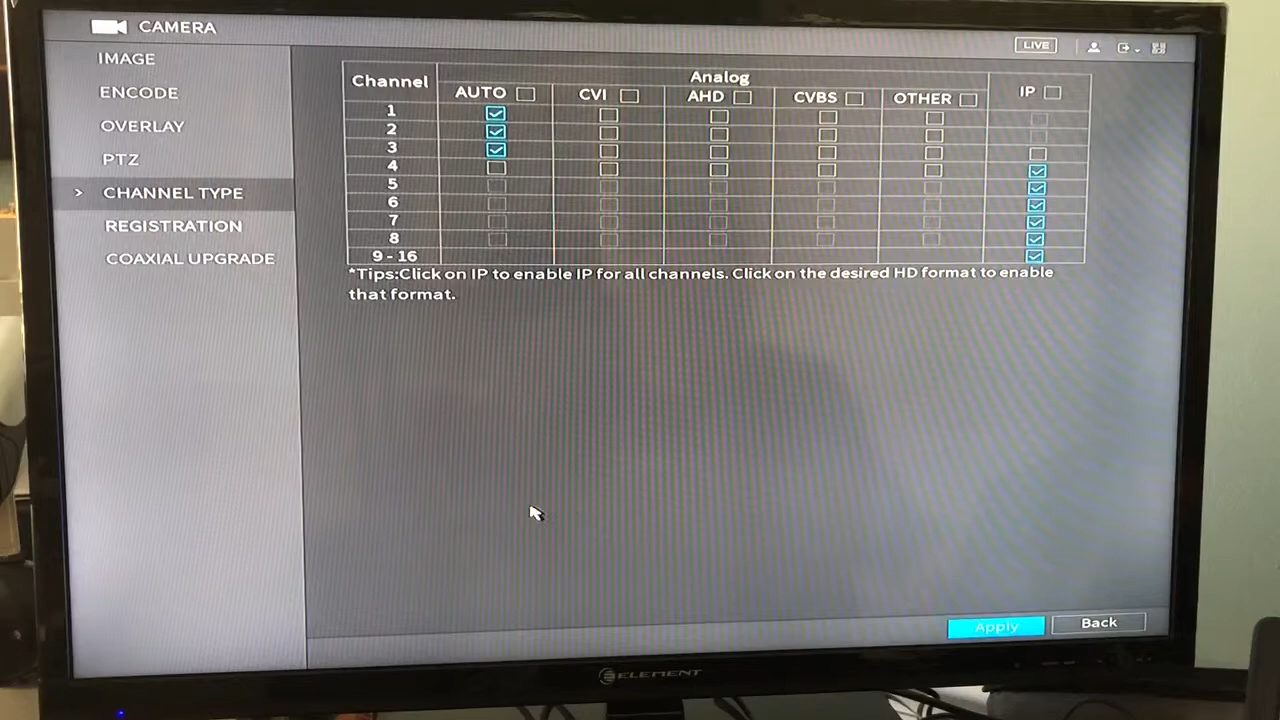 CAMERA
LIVE
IMAGE
ENCODE
OVERLAY
PTZ
> CHANNEL TYPE
REGISTRATION
COAXIAL UPGRADE
Channel
Analog
AUTO CVI AHD CVBS OTHER IP
1
2
3
4
5
6
7
8
9 - 16
*Tips:Click on IP to enable IP for all channels. Click on the desired HD format to enable
that format.
Apply Back
ELEMENT